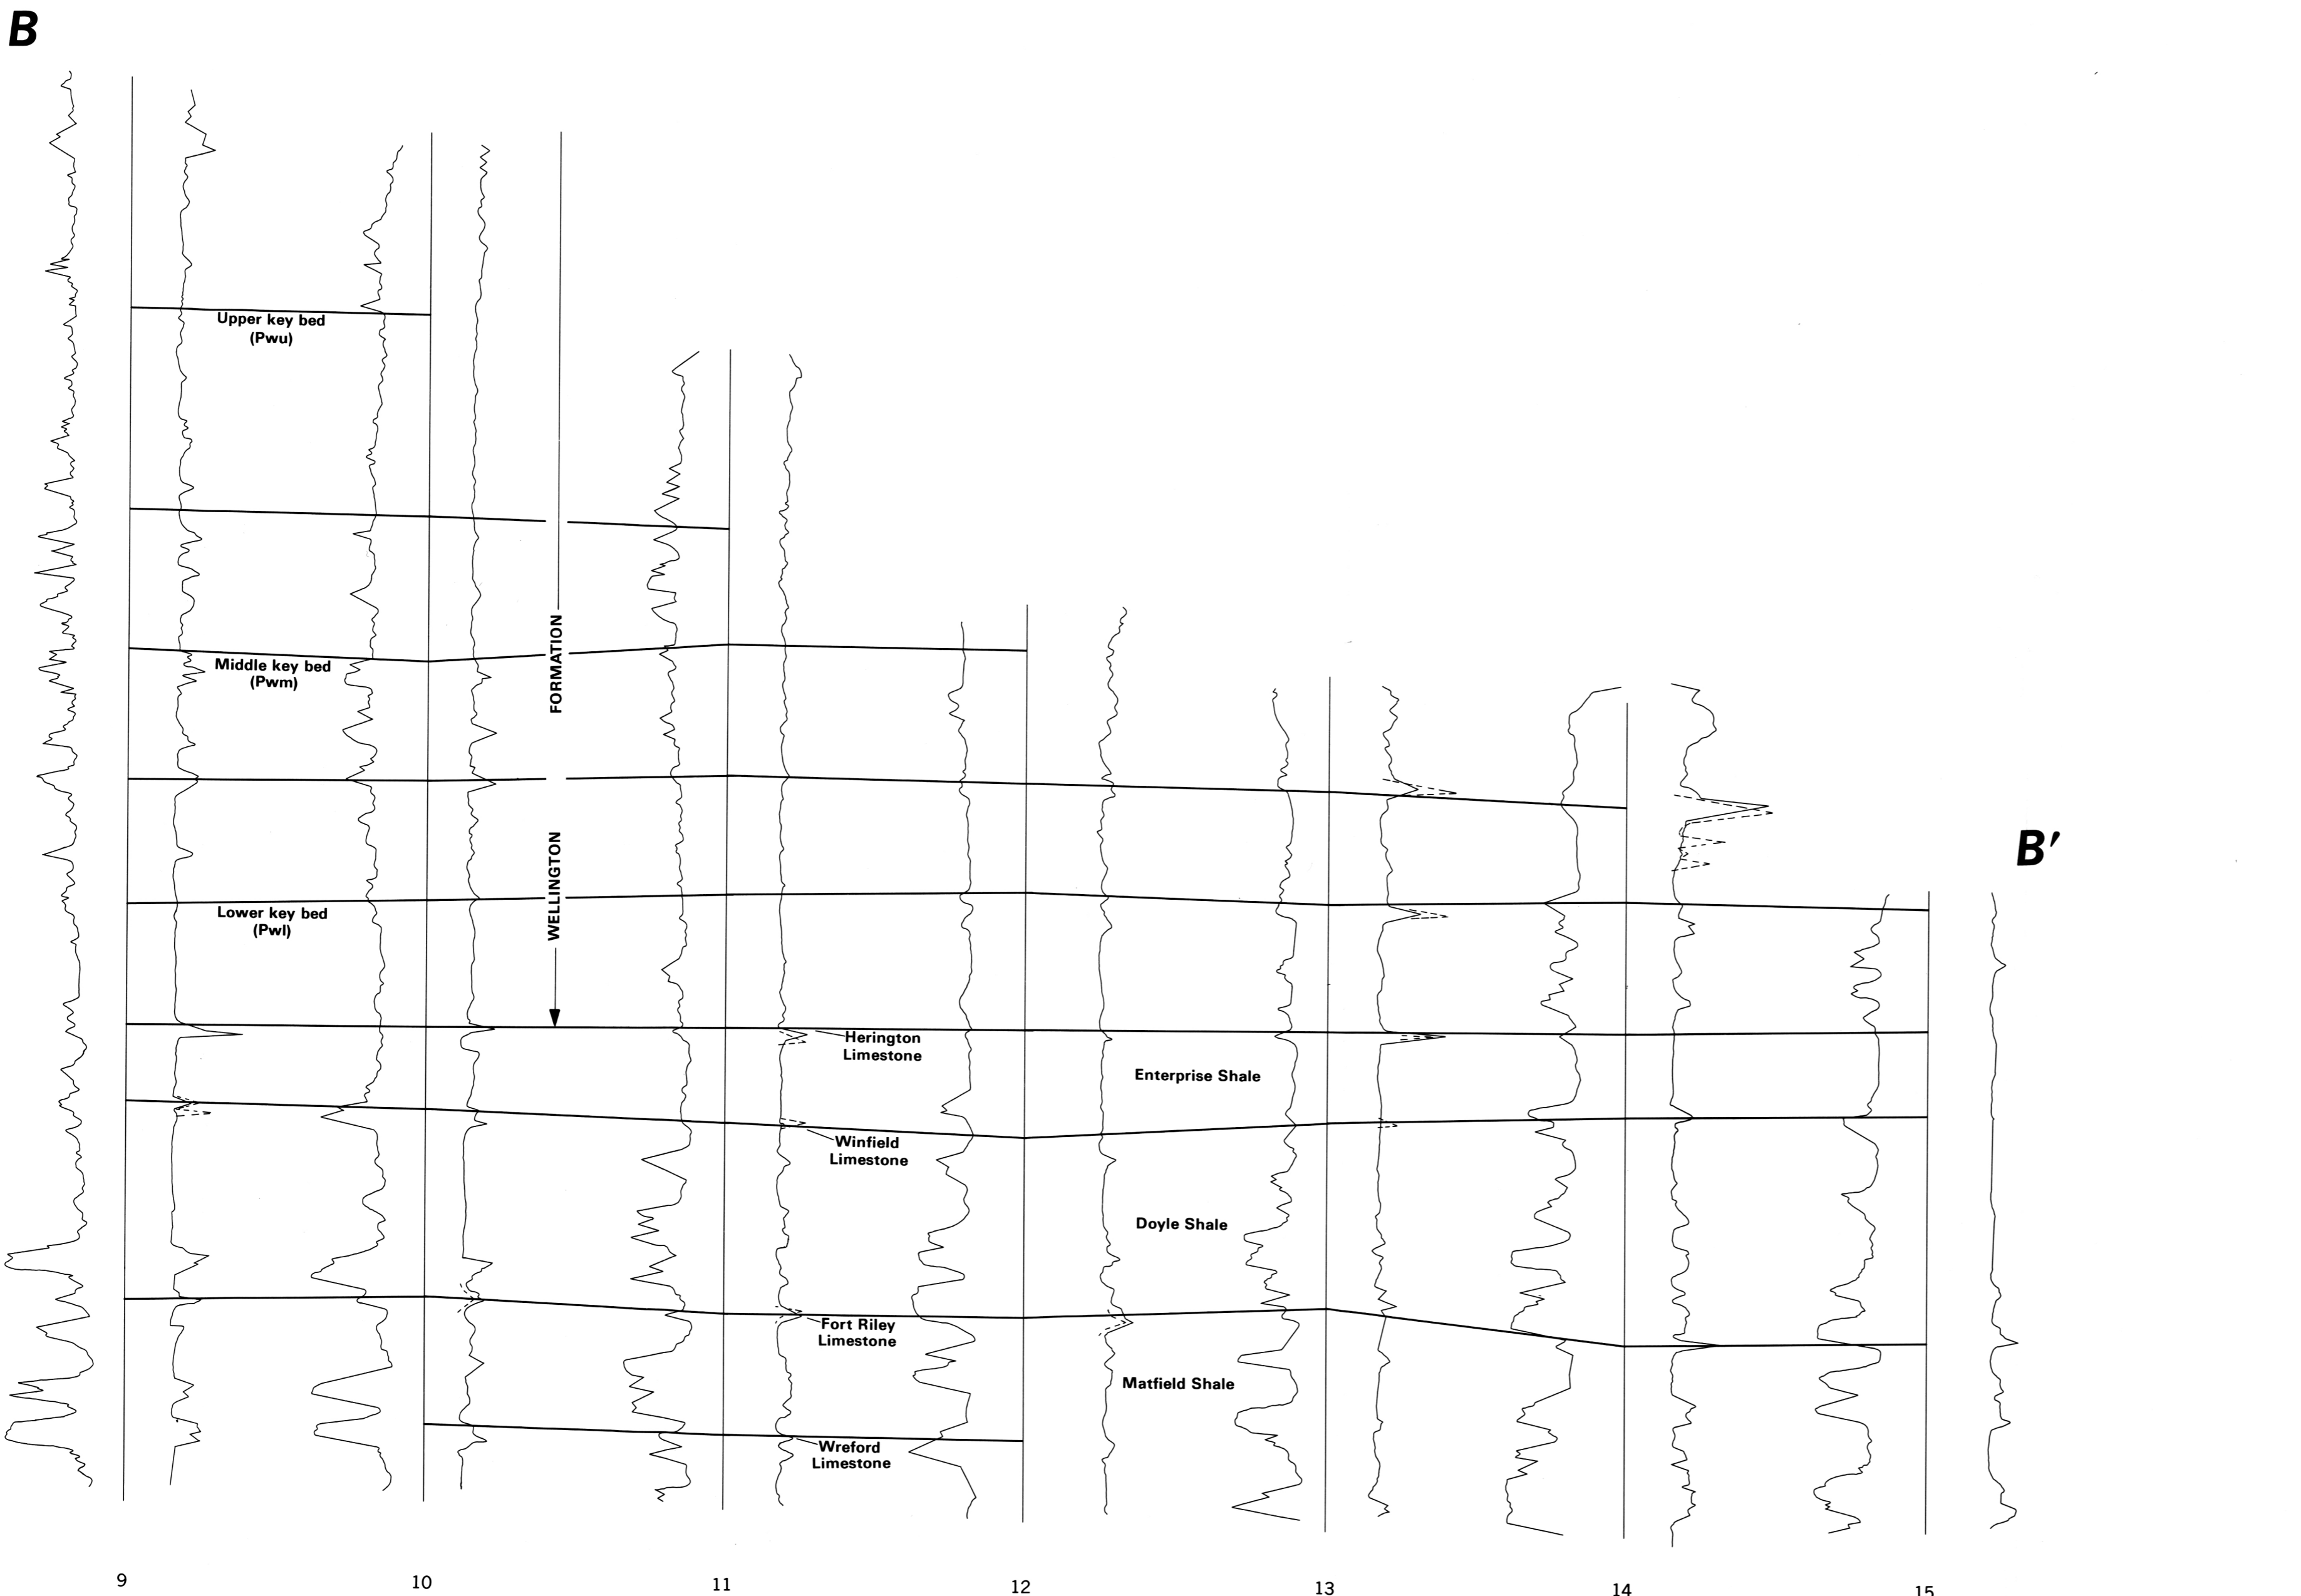 B
Upper key bed
(Pwu)
Middle key bed
(Pwm)
FORMATION
B′
WELLINGTON
Lower key bed
(Pwl)
Herington
Limestone
Enterprise Shale
Winfield
Limestone
Doyle Shale
Fort Riley
Limestone
Matfield Shale
Wreford
Limestone
9
10
11
12
13
14
15